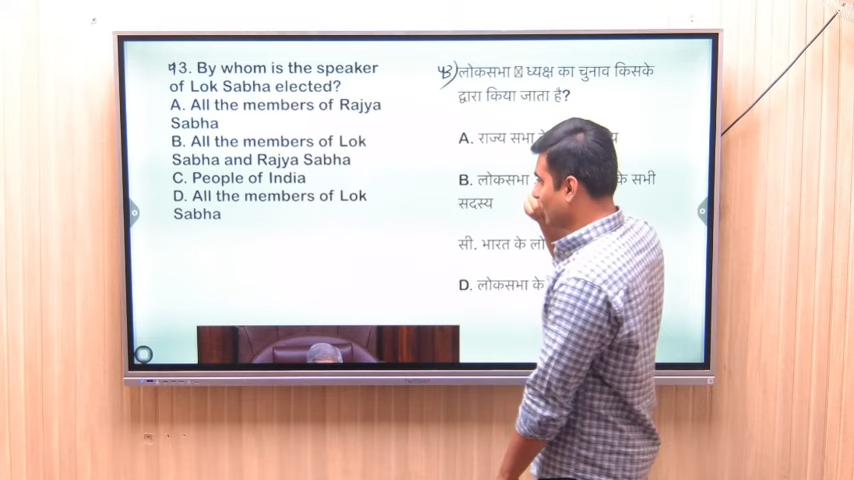 13. By whom is the speaker
of Lok Sabha elected?
A. All the members of Rajya
Sabha
B. All the members of Lok
Sabha and Rajya Sabha
C. People of India
D. All the members of Lok
Sabha
लोकसभा ध्यक्ष का चुनाव किसके
द्वारा किया जाता है?
A. राज्य सभा
B. लोकसभा के सभी
सदस्य
सी. भारत के
D. लोकसभा के